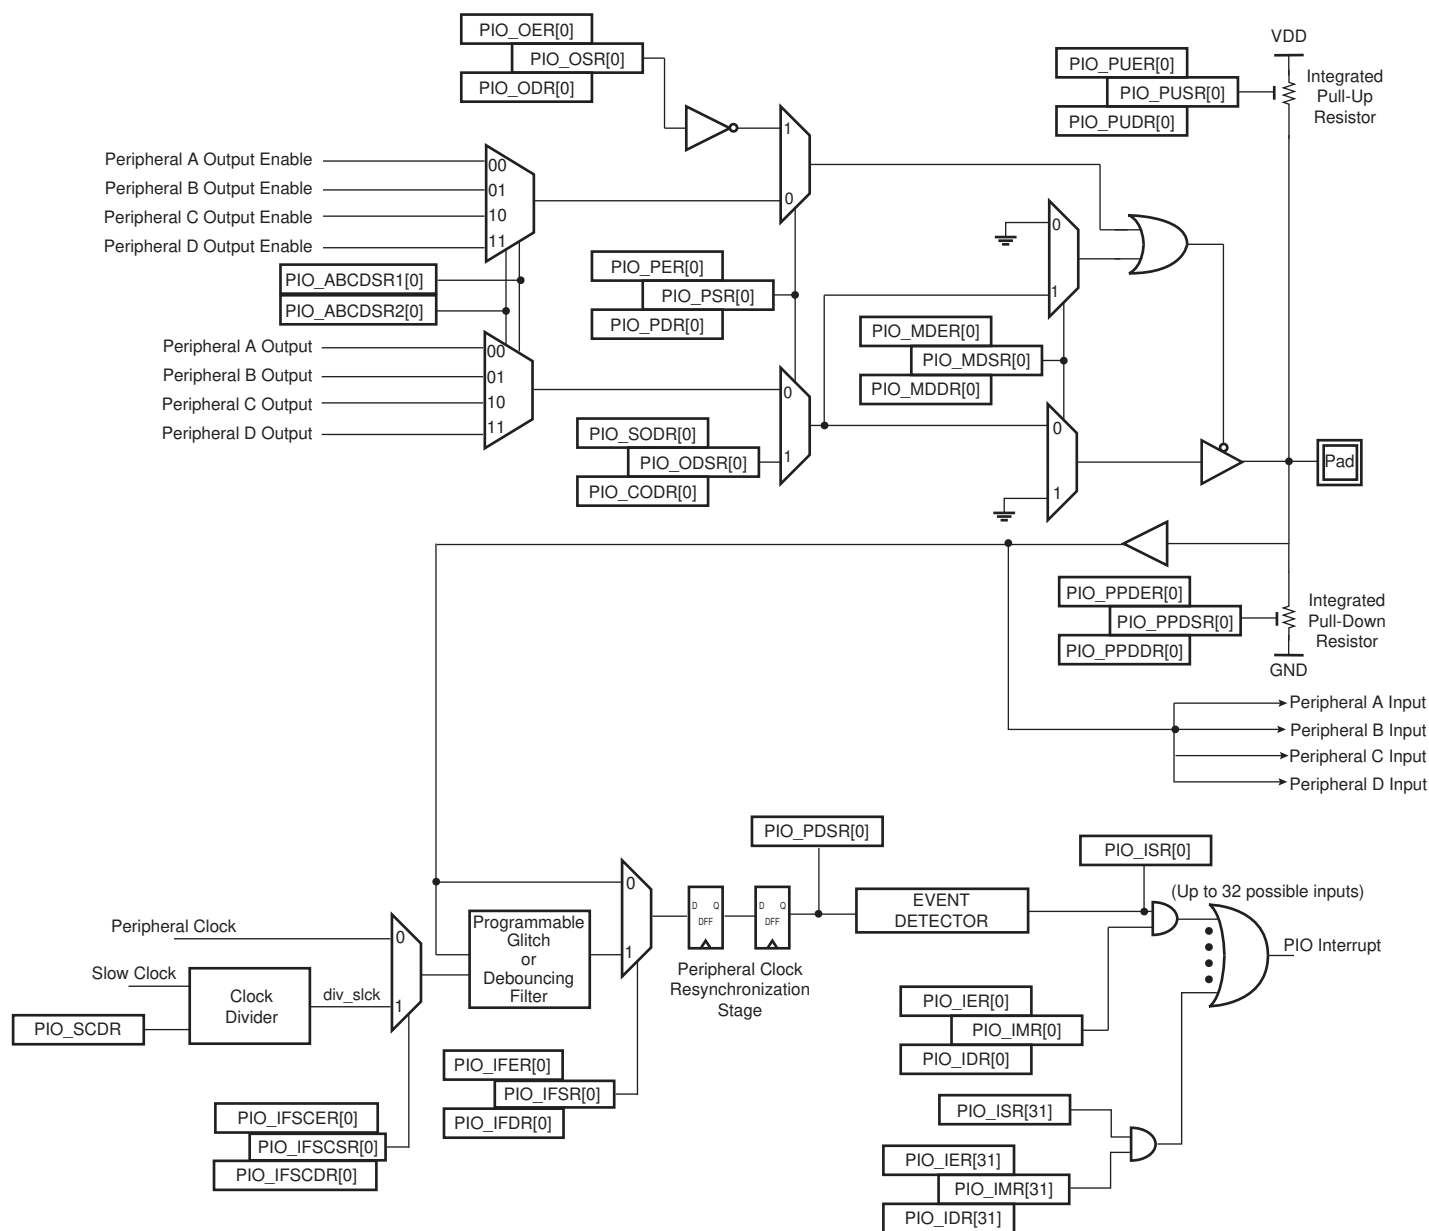 PIO_OER[0]
PIO_OSR[0]
PIO_ODR[0]
1
0
Peripheral A Output Enable
Peripheral B Output Enable
Peripheral C Output Enable
Peripheral D Output Enable
00
01
10
11
PIO_ABCDSR1[0]
PIO_ABCDSR2[0]
PIO_PER[0]
PIO_PSR[0]
PIO_PDR[0]
Peripheral A Output
Peripheral B Output
Peripheral C Output
Peripheral D Output
00
01
10
11
0
1
PIO_SODR[0]
PIO_ODSR[0]
PIO_CODR[0]
0
1
PIO_MDER[0]
PIO_MDSR[0]
PIO_MDDR[0]
0
1
PIO_PUER[0]
PIO_PUSR[0]
PIO_PUDR[0]
VDD
Integrated
Pull-Up
Resistor
Pad
PIO_PPDER[0]
PIO_PPDSR[0]
PIO_PPDDR[0]
Integrated
Pull-Down
Resistor
GND
Peripheral A Input
Peripheral B Input
Peripheral C Input
Peripheral D Input
PIO_PDSR[0]
PIO_ISR[0]
(Up to 32 possible inputs)
Peripheral Clock
Slow Clock
PIO_SCDR
Clock
Divider
div_slck
0
1
Programmable
Glitch
or
Debouncing
Filter
0
1
D Q
DFF
D Q
DFF
Peripheral Clock
Resynchronization
Stage
EVENT
DETECTOR
PIO Interrupt
PIO_IER[0]
PIO_IMR[0]
PIO_IDR[0]
PIO_IFER[0]
PIO_IFSR[0]
PIO_IFDR[0]
PIO_IFSCER[0]
PIO_IFSCSR[0]
PIO_IFSCDR[0]
PIO_ISR[31]
PIO_IER[31]
PIO_IMR[31]
PIO_IDR[31]